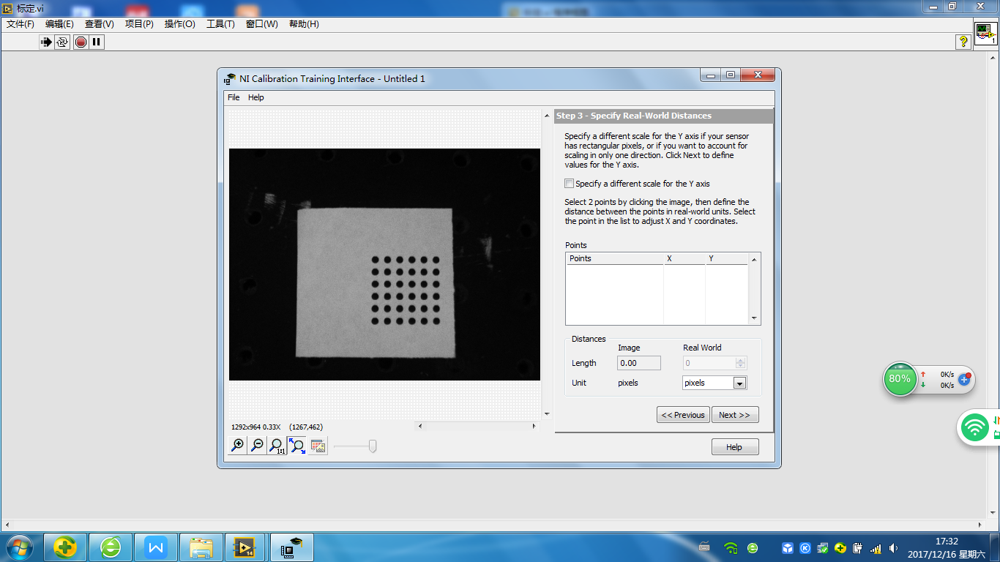 标定.vi
文件(F) 编辑(E) 查看(V) 项目(P) 操作(O) 工具(T) 窗口(W) 帮助(H)
?
1
NI Calibration Training Interface - Untitled 1
File Help
Step 3 - Specify Real-World Distances
Specify a different scale for the Y axis if your sensor
has rectangular pixels, or if you want to account for
scaling in only one direction. Click Next to define
values for the Y axis.
Specify a different scale for the Y axis
Select 2 points by clicking the image, then define the
distance between the points in real-world units. Select
the point in the list to adjust X and Y coordinates.
Points
Points X Y
Distances
Image Real World
Length 0.00 0
Unit pixels pixels
<< Previous Next >>
1292x964 0.33X (1267,462)
1:1
Help
80% 0K/s
0K/s
W
14
K
17:32
2017/12/16 星期六